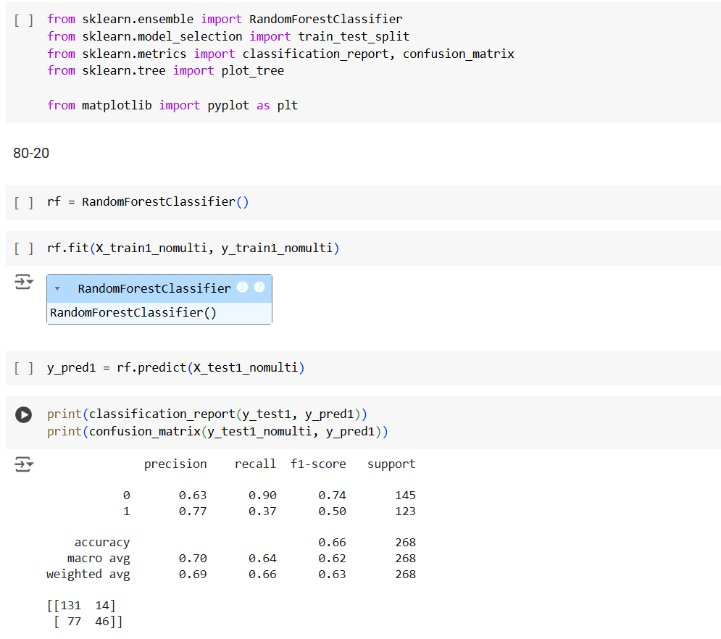 [ ] from sklearn.ensemble import RandomForestClassifier
from sklearn.model_selection import train_test_split
from sklearn.metrics import classification_report, confusion_matrix
from sklearn.tree import plot_tree
from matplotlib import pyplot as plt
80-20
[ ] rf = RandomForestClassifier()
[ ] rf.fit(X_train1_nomulti, y_train1_nomulti)
RandomForestClassifier i ?
RandomForestClassifier()
[ ] y_pred1 = rf.predict(X_test1_nomulti)
print(classification_report(y_test1, y_pred1))
print(confusion_matrix(y_test1_nomulti, y_pred1))
precision recall f1-score support
0 0.63 0.90 0.74 145
1 0.77 0.37 0.50 123
accuracy 0.66 268
macro avg 0.70 0.64 0.62 268
weighted avg 0.69 0.66 0.63 268
[[131 14]
[ 77 46]]